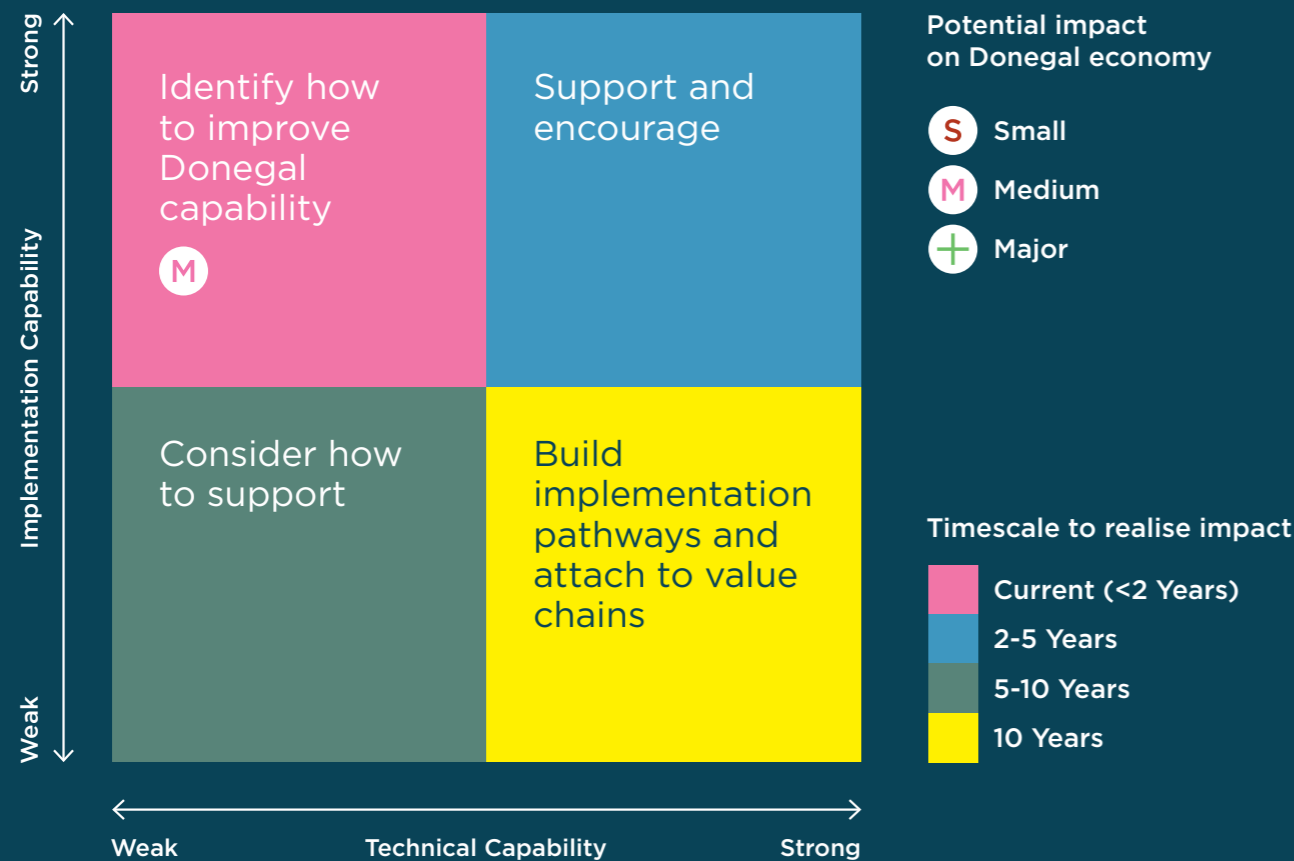 Strong
Implementation Capability
Weak
Identify how
to improve
Donegal
capability
M
Support and
encourage
Consider how
to support
Build
implementation
pathways and
attach to value
chains
Weak
Technical Capability
Strong
Potential impact
on Donegal economy
S Small
M Medium
+ Major
Timescale to realise impact
Current (<2 Years)
2-5 Years
5-10 Years
10 Years